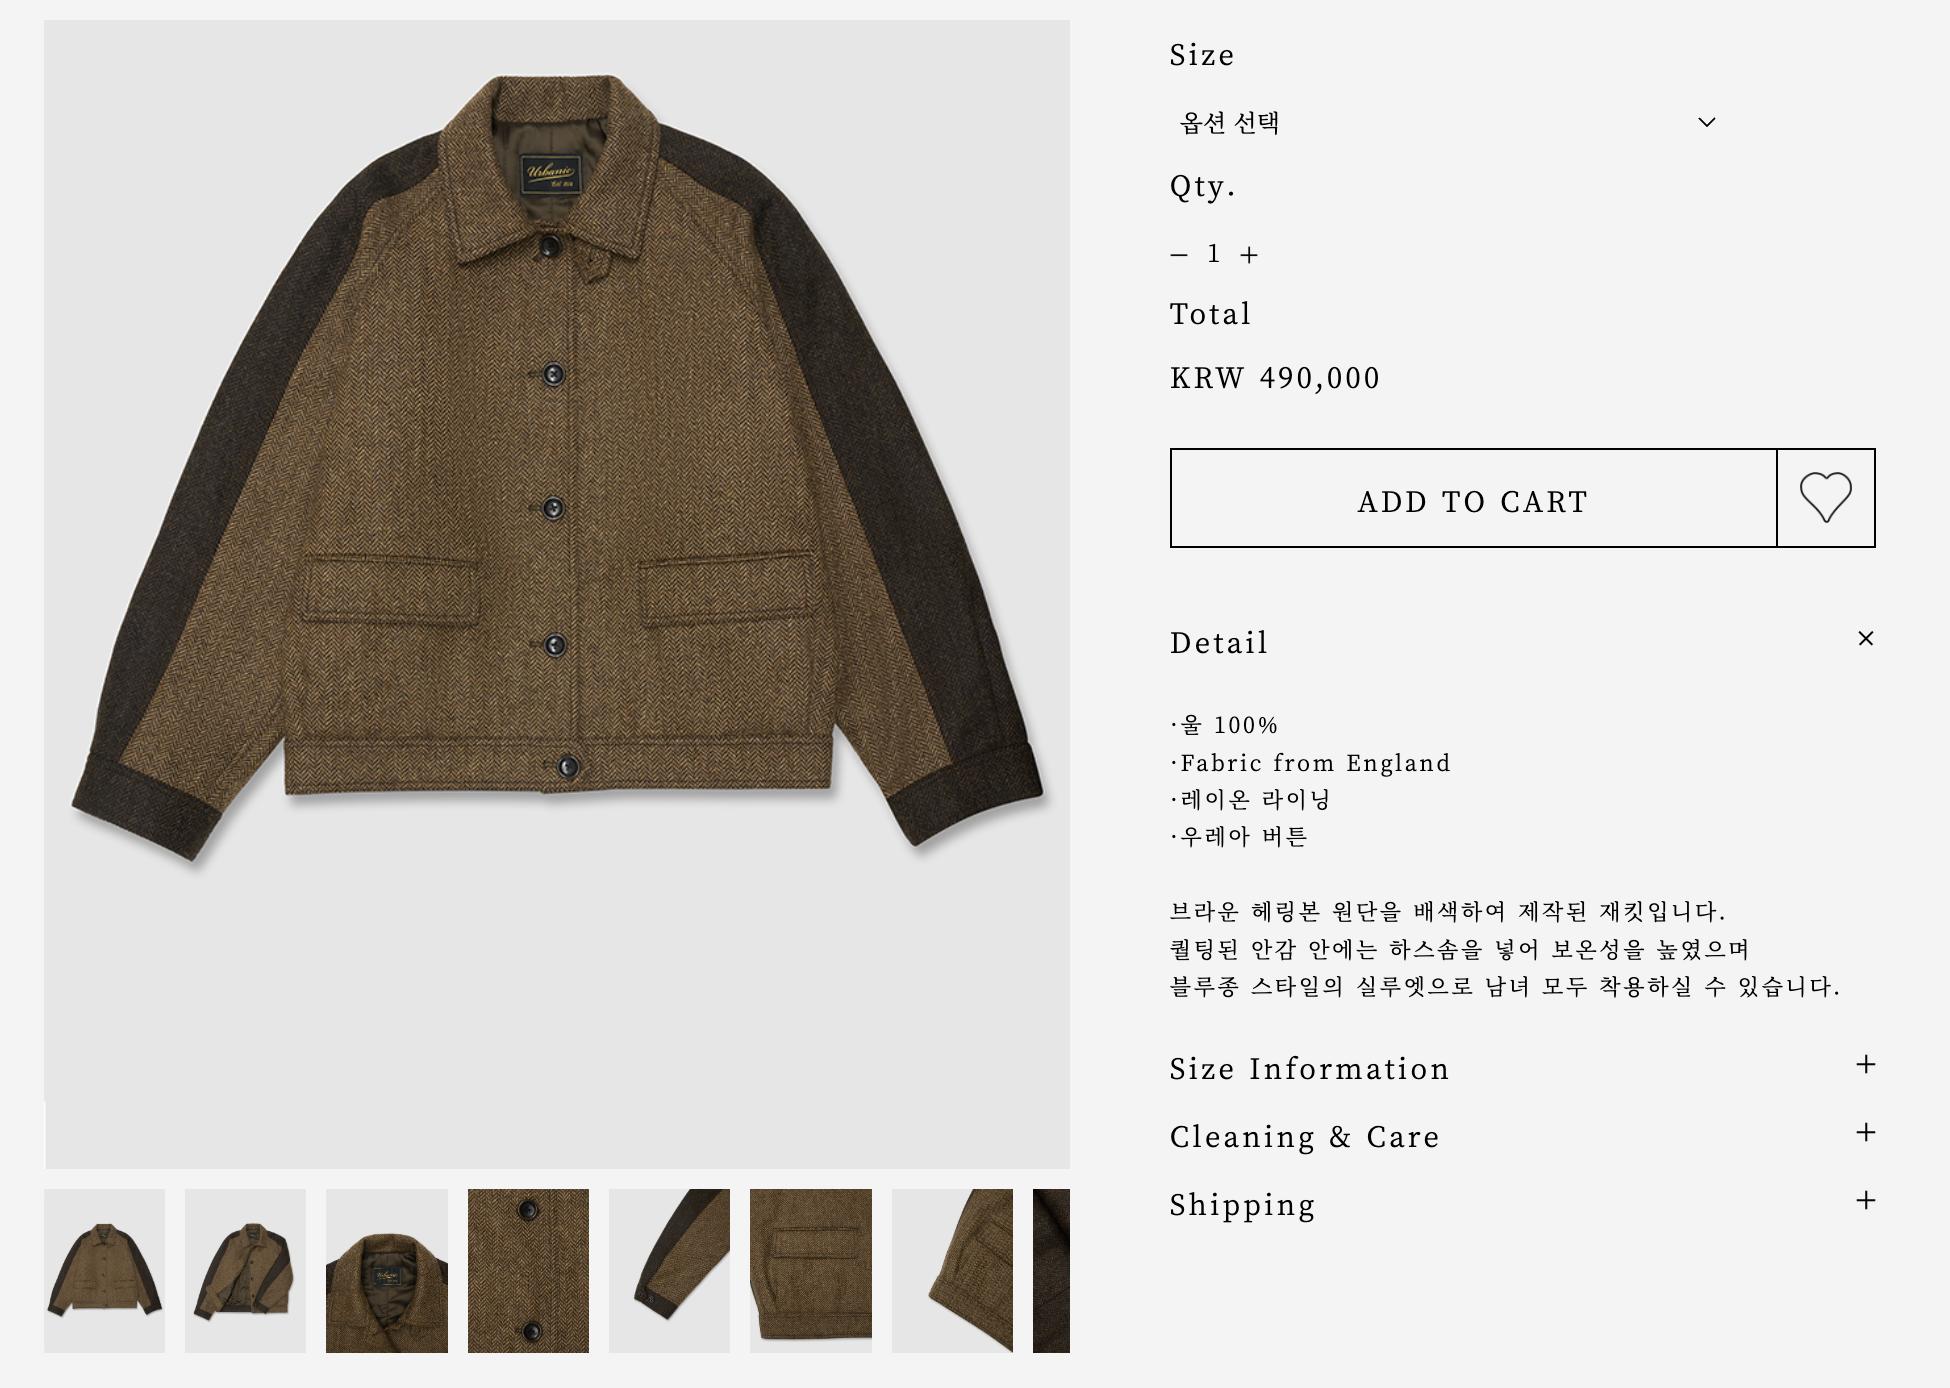 Urbanic
Size
옵션 선택
Qty.
– 1 +
Total
KRW 490,000
ADD TO CART
Detail
·울 100%
·Fabric from England
·레이온 라이닝
·우레아 버튼
브라운 헤링본 원단을 배색하여 제작된 재킷입니다.
퀼팅된 안감 안에는 하스솜을 넣어 보온성을 높였으며
블루종 스타일의 실루엣으로 남녀 모두 착용하실 수 있습니다.
Size Information
Cleaning & Care
Shipping